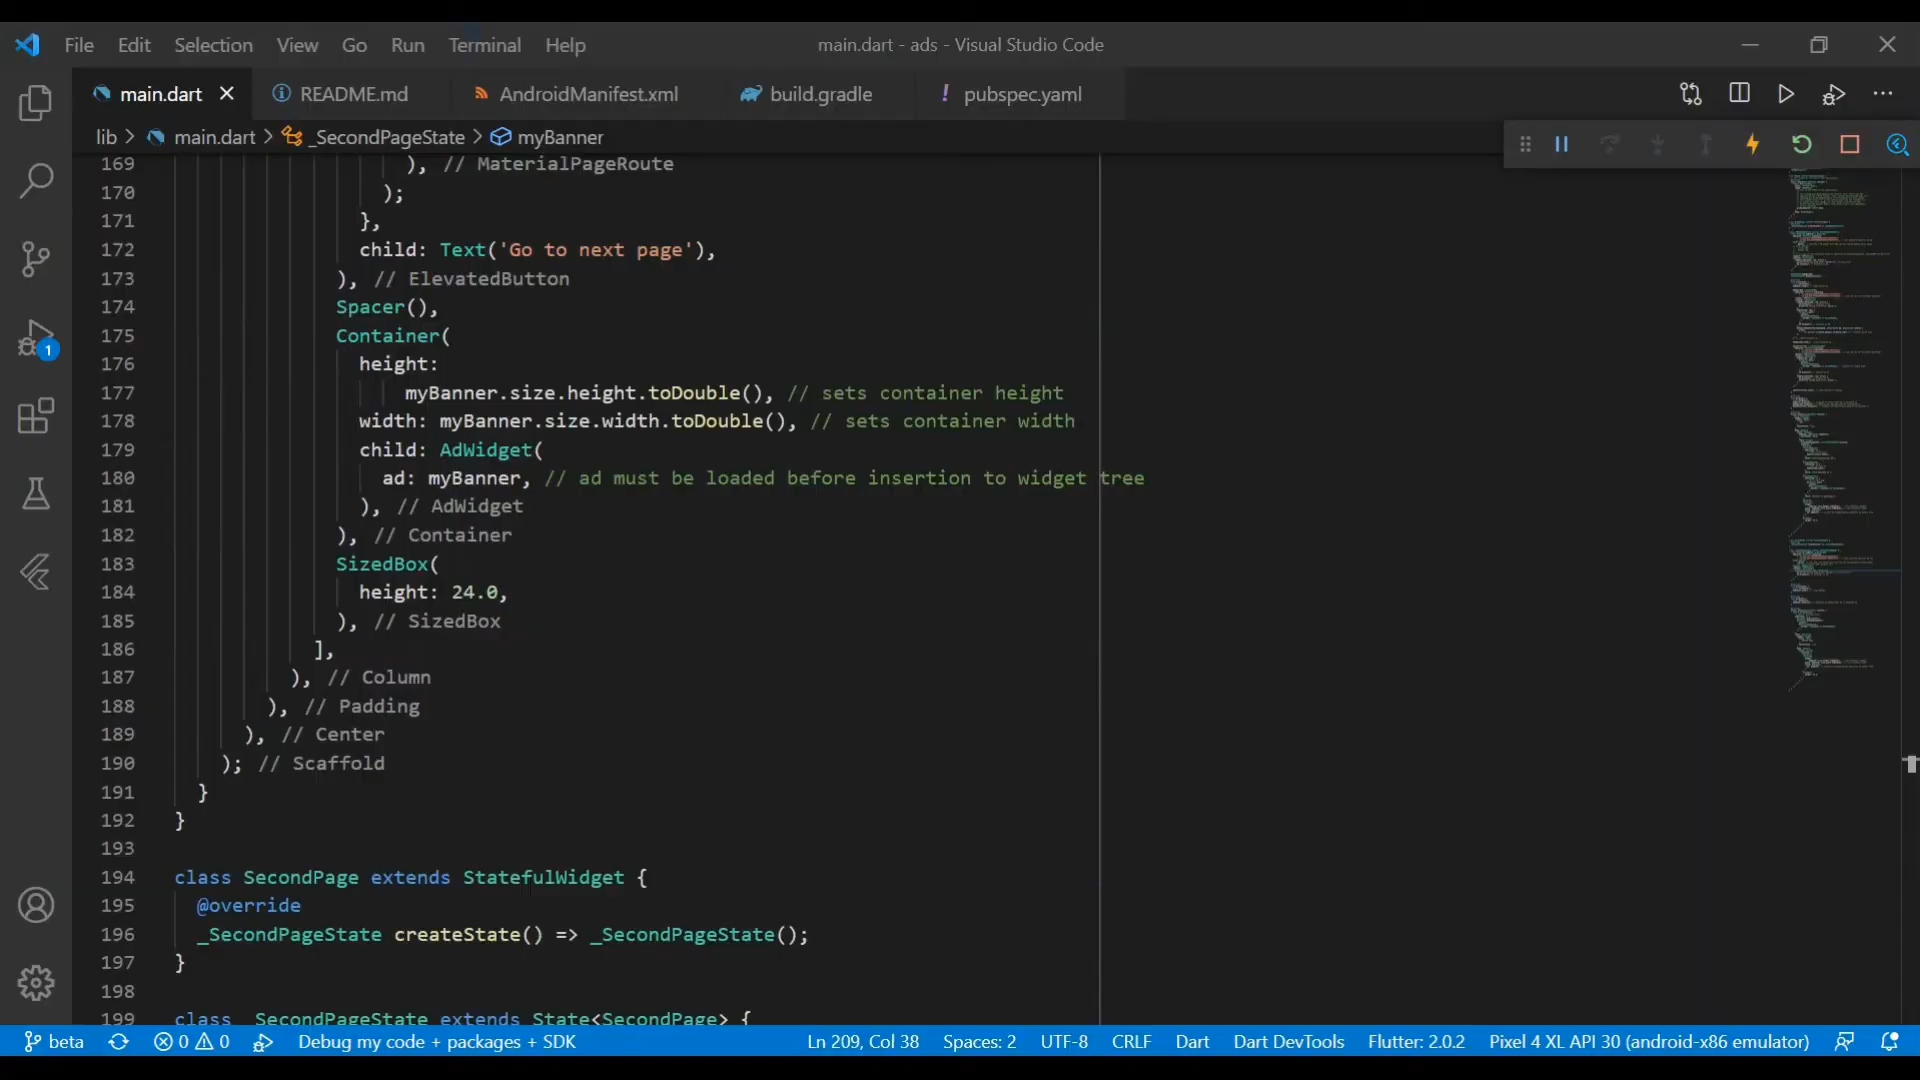 File Edit Selection View Go Run Terminal Help main.dart - ads - Visual Studio Code
main.dart README.md AndroidManifest.xml build.gradle ! pubspec.yaml
lib > main.dart > _SecondPageState > myBanner
169 ), // MaterialPageRoute
170 );
171 },
172 child: Text('Go to next page'),
173 ), // ElevatedButton
174 Spacer(),
175 Container(
176 height:
177 myBanner.size.height.toDouble(), // sets container height
178 width: myBanner.size.width.toDouble(), // sets container width
179 child: AdWidget(
180 ad: myBanner, // ad must be loaded before insertion to widget tree
181 ), // AdWidget
182 ), // Container
183 SizedBox(
184 height: 24.0,
185 ), // SizedBox
186 ],
187 ), // Column
188 ), // Padding
189 ), // Center
190 ); // Scaffold
191 }
192 }
193
194 class SecondPage extends StatefulWidget {
195 @override
196 _SecondPageState createState() => _SecondPageState();
197 }
198
199 class _SecondPageState extends State<SecondPage> {
1
beta 0 0 Debug my code + packages + SDK Ln 209, Col 38 Spaces: 2 UTF-8 CRLF Dart Dart DevTools Flutter: 2.0.2 Pixel 4 XL API 30 (android-x86 emulator)